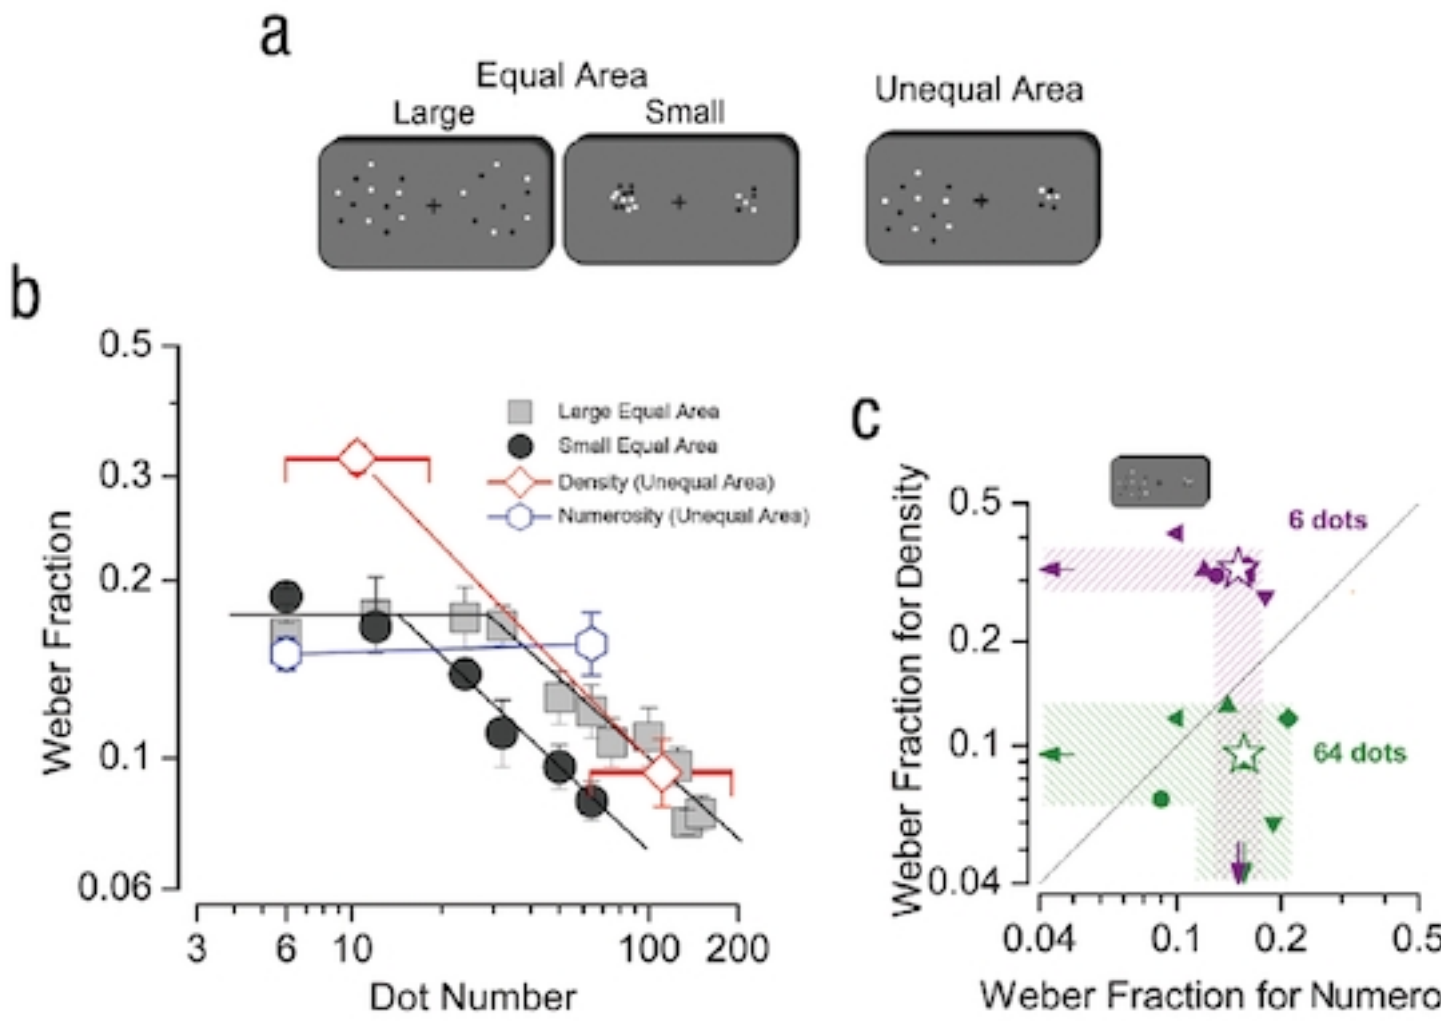 a
Equal Area
Large
Small
Unequal Area
b
0.5
0.3
0.2
0.1
0.06
Weber Fraction
Large Equal Area
Small Equal Area
Density (Unequal Area)
Numerosity (Unequal Area)
3
6
10
100
200
Dot Number
c
0.5
0.2
0.1
0.04
Weber Fraction for Density
6 dots
64 dots
0.04
0.1
0.2
0.5
Weber Fraction for Numero